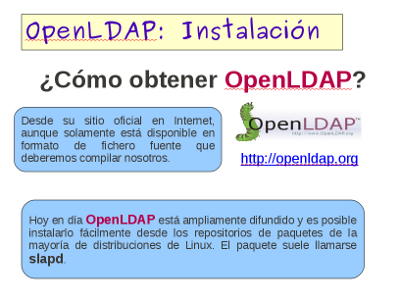 OpenLDAP: Instalación
¿Cómo obtener OpenLDAP?
Desde su sitio oficial en Internet,
aunque solamente está disponible en
formato de fichero fuente que
deberemos compilar nosotros.
OpenLDAP
http://www.OpenLDAP.org
http://openldap.org
Hoy en día OpenLDAP está ampliamente difundido y es posible
instalarlo fácilmente desde los repositorios de paquetes de la
mayoría de distribuciones de Linux. El paquete suele llamarse
slapd.